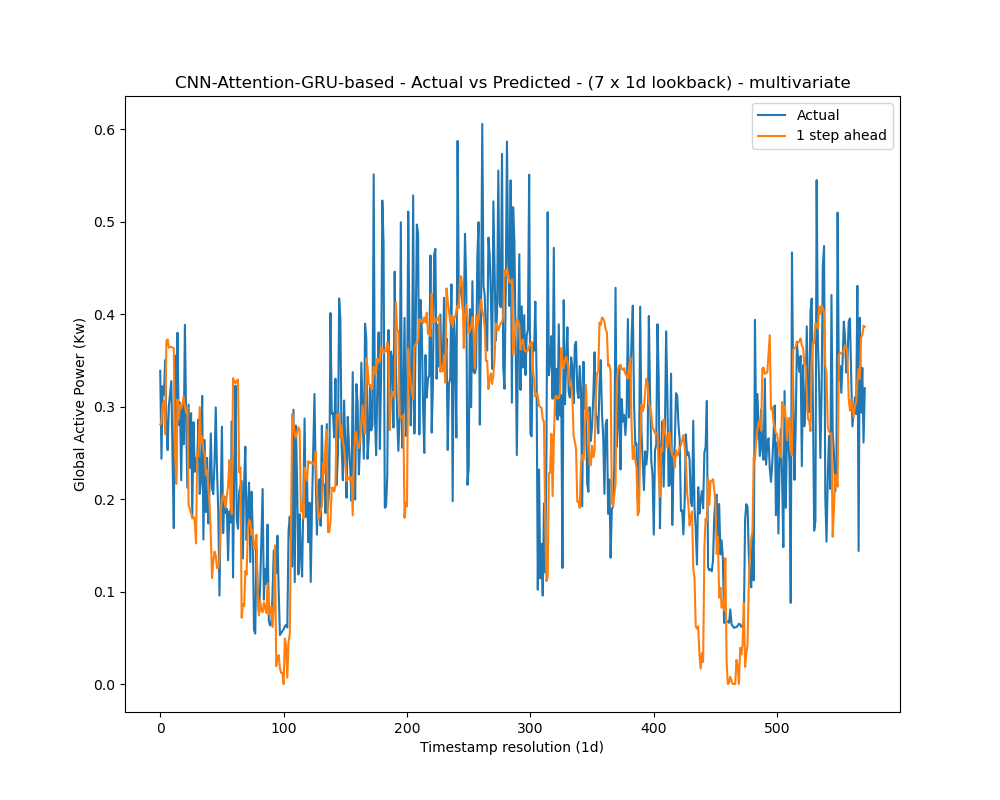 CNN-Attention-GRU-based - Actual vs Predicted - (7 x 1d lookback) - multivariate
Actual
1 step ahead
Global Active Power (Kw)
0.6
0.5
0.4
0.3
0.2
0.1
0.0
0 100 200 300 400 500
Timestamp resolution (1d)